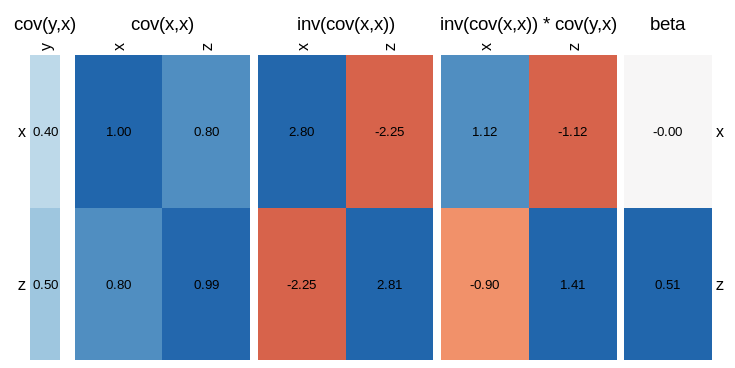 cov(y,x) cov(x,x) inv(cov(x,x)) inv(cov(x,x)) * cov(y,x) beta
y x z x z x z
x 0.40 1.00 0.80 2.80 -2.25 1.12 -1.12 -0.00 x
z 0.50 0.80 0.99 -2.25 2.81 -0.90 1.41 0.51 z